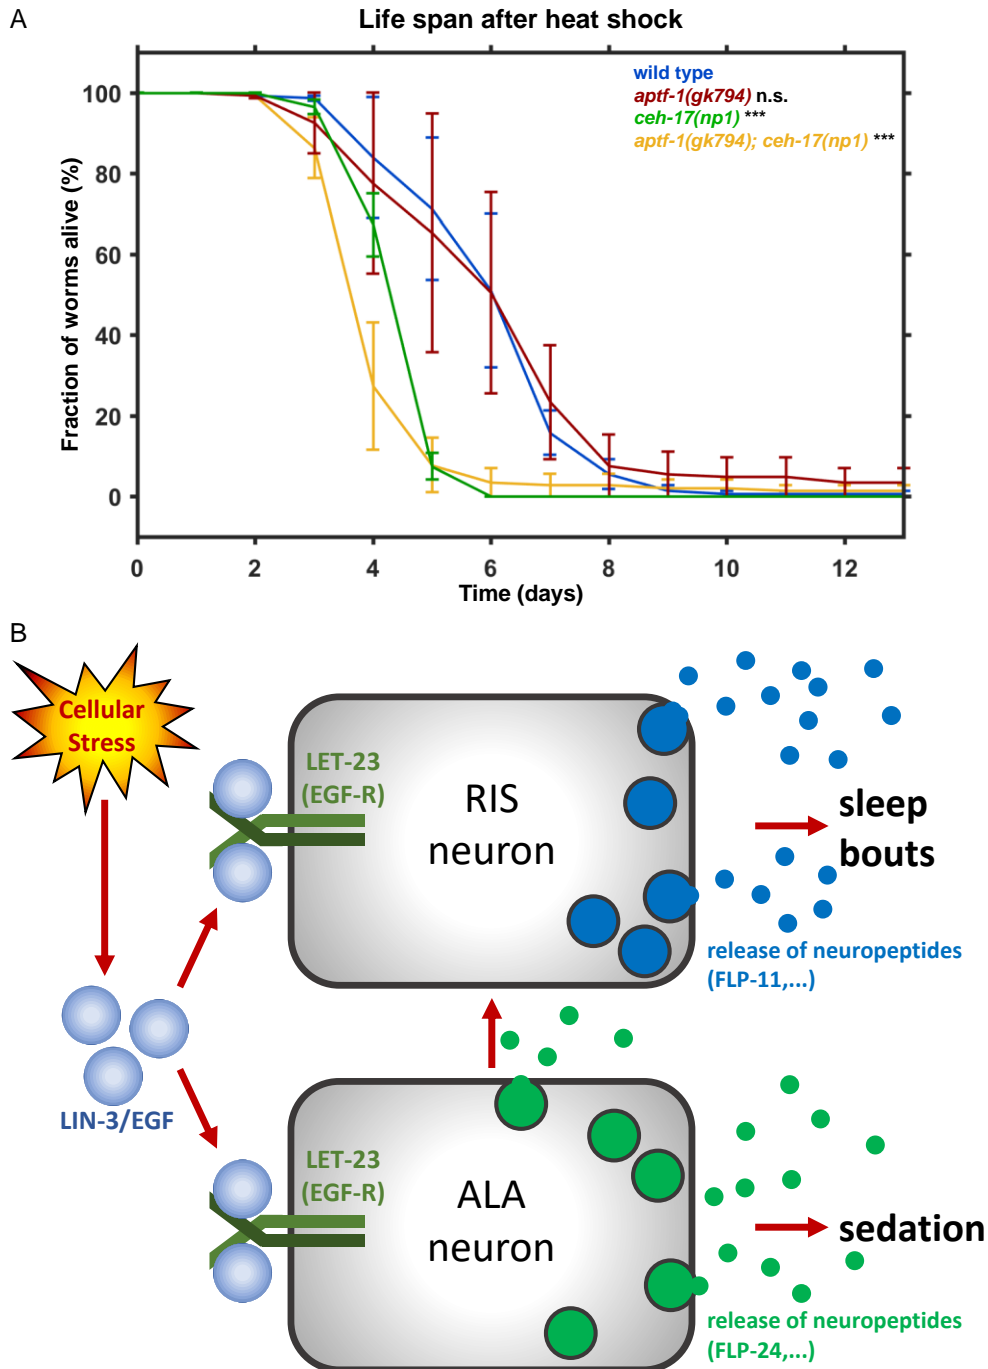 A
Life span after heat shock
wild type
aptf-1(gk794) n.s.
ceh-17(np1) ***
aptf-1(gk794); ceh-17(np1) ***
Fraction of worms alive (%)
100
80
60
40
20
0
0 2 4 6 8 10 12
Time (days)
B
Cellular
Stress
LET-23
(EGF-R)
RIS
neuron
sleep
bouts
release of neuropeptides
(FLP-11,...)
LIN-3/EGF
LET-23
(EGF-R)
ALA
neuron
sedation
release of neuropeptides
(FLP-24,...)